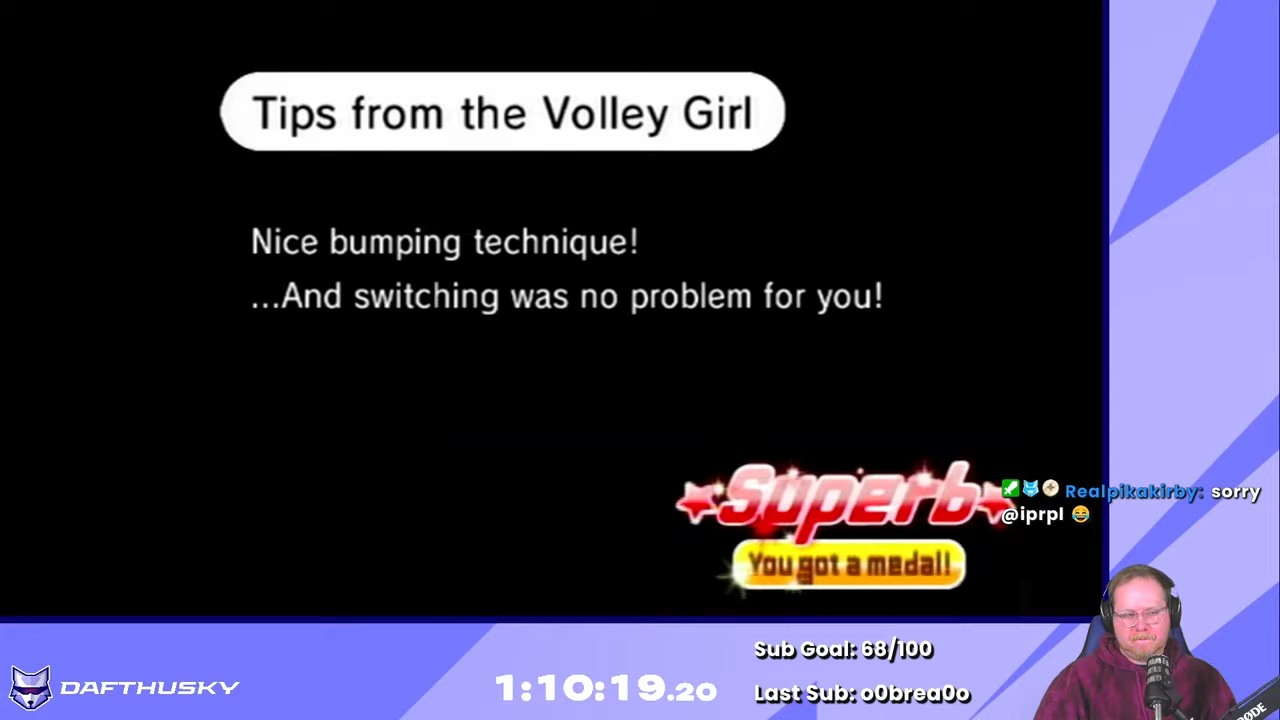 Tips from the Volley Girl
Nice bumping technique!
...And switching was no problem for you!
Superb
You got a medal!
Realpikakirby: sorry
@iprpl 😂
DAFTHUSKY
1:10:19.20
Sub Goal: 68/100
Last Sub: o0brea0o
RØDE